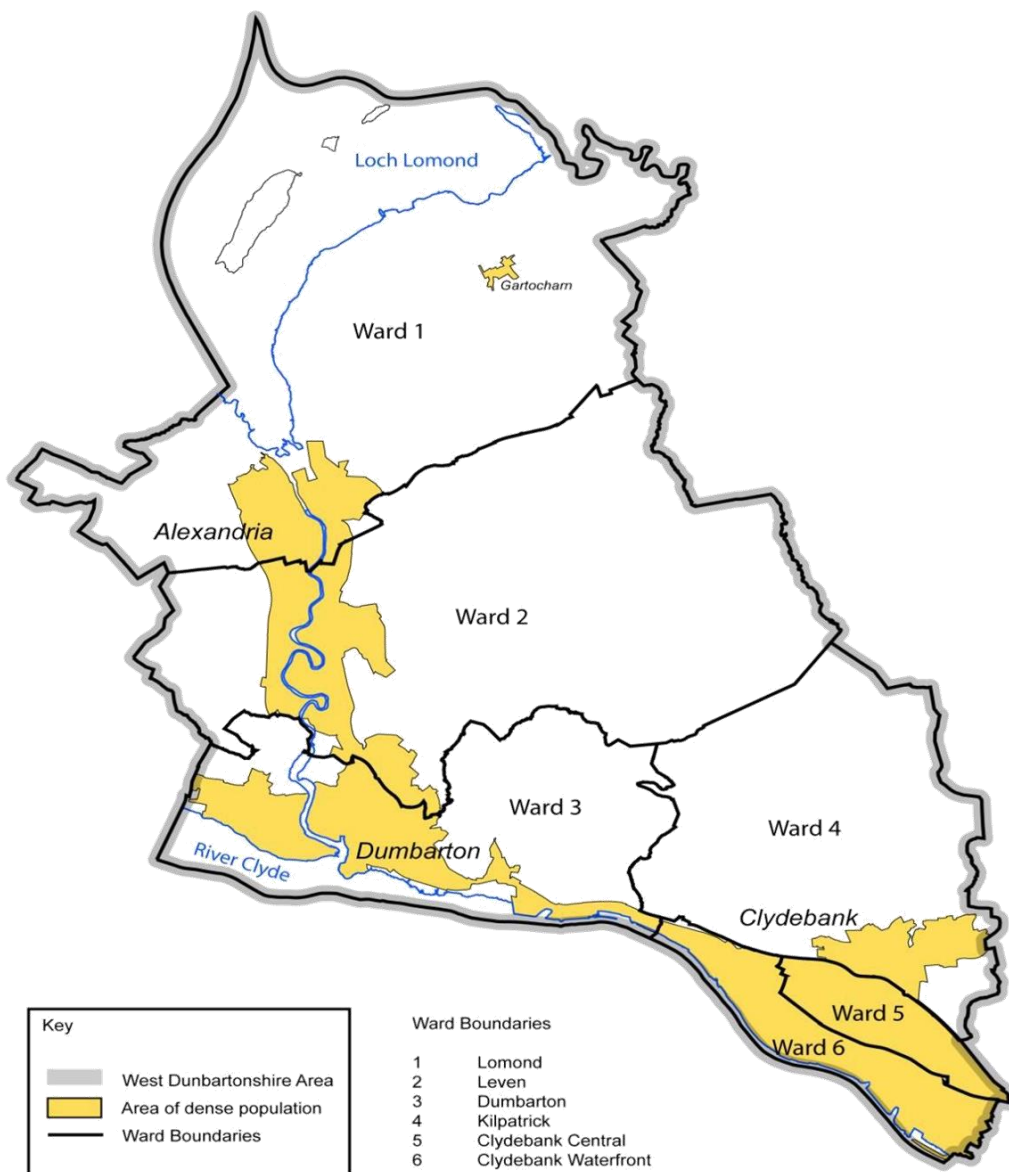 Loch Lomond
Gartocharn
Ward 1
Alexandria
Ward 2
Ward 3
Ward 4
River Clyde
Dumbarton
Clydebank
Ward 5
Ward 6
Key
West Dunbartonshire Area
Area of dense population
Ward Boundaries
Ward Boundaries
1 Lomond
2 Leven
3 Dumbarton
4 Kilpatrick
5 Clydebank Central
6 Clydebank Waterfront